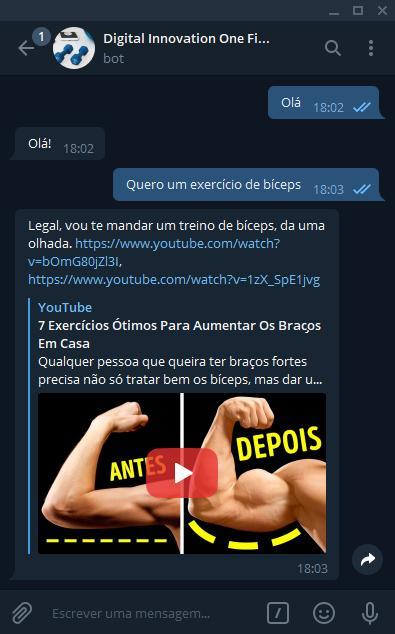 1
Digital Innovation One Fi...
bot
Olá
18:02
Olá!
18:02
Quero um exercício de bíceps
18:03
Legal, vou te mandar um treino de bíceps, da uma
olhada. https://www.youtube.com/watch?
v=bOmG80jZl3I,
https://www.youtube.com/watch?v=1zX_SpE1jvg
YouTube
7 Exercícios Ótimos Para Aumentar Os Braços
Em Casa
Qualquer pessoa que queira ter braços fortes
precisa não só tratar bem os bíceps, mas dar u...
ANTES
DEPOIS
18:03
Escrever uma mensagem...